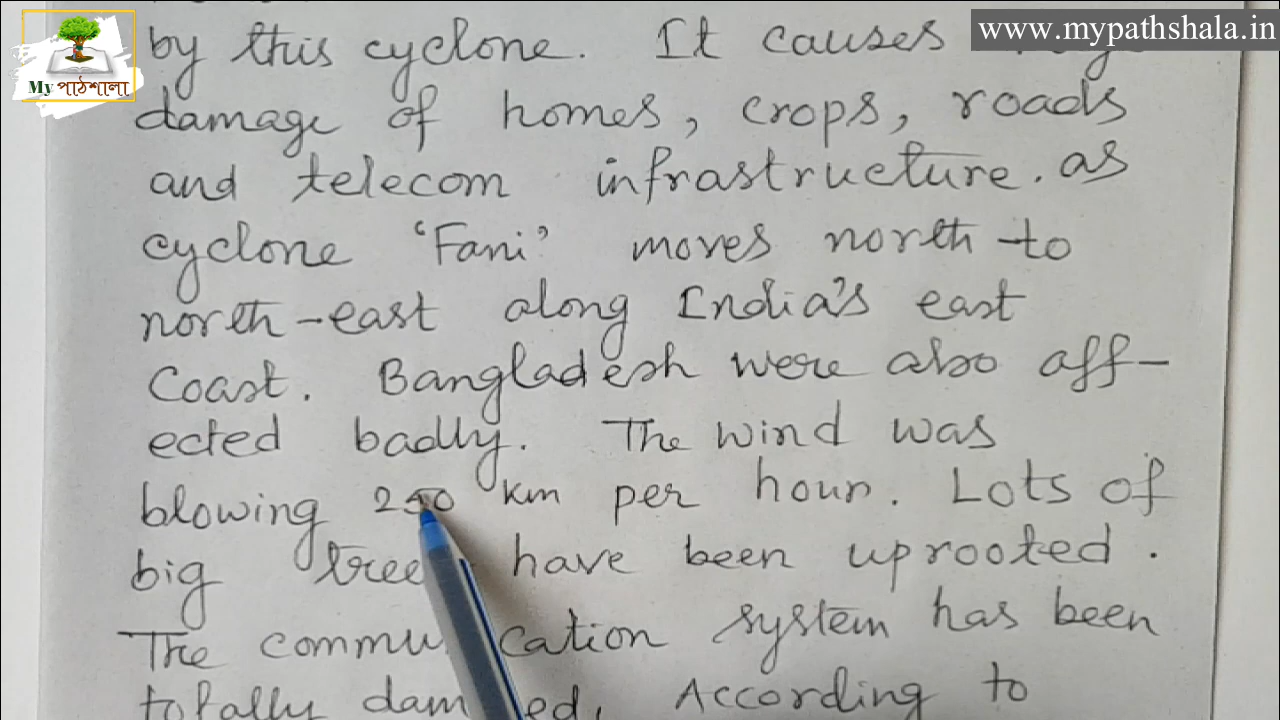 www.mypathshala.in
My পাঠশালা
by this cyclone. It causes
damage of homes, crops, roads
and telecom infrastructure. as
cyclone 'Fani' moves north to
north-east along India's east
Coast. Bangladesh were also aff-
ected badly. The wind was
blowing km per hour. Lots of
big have been uprooted.
The system has been
totally According to